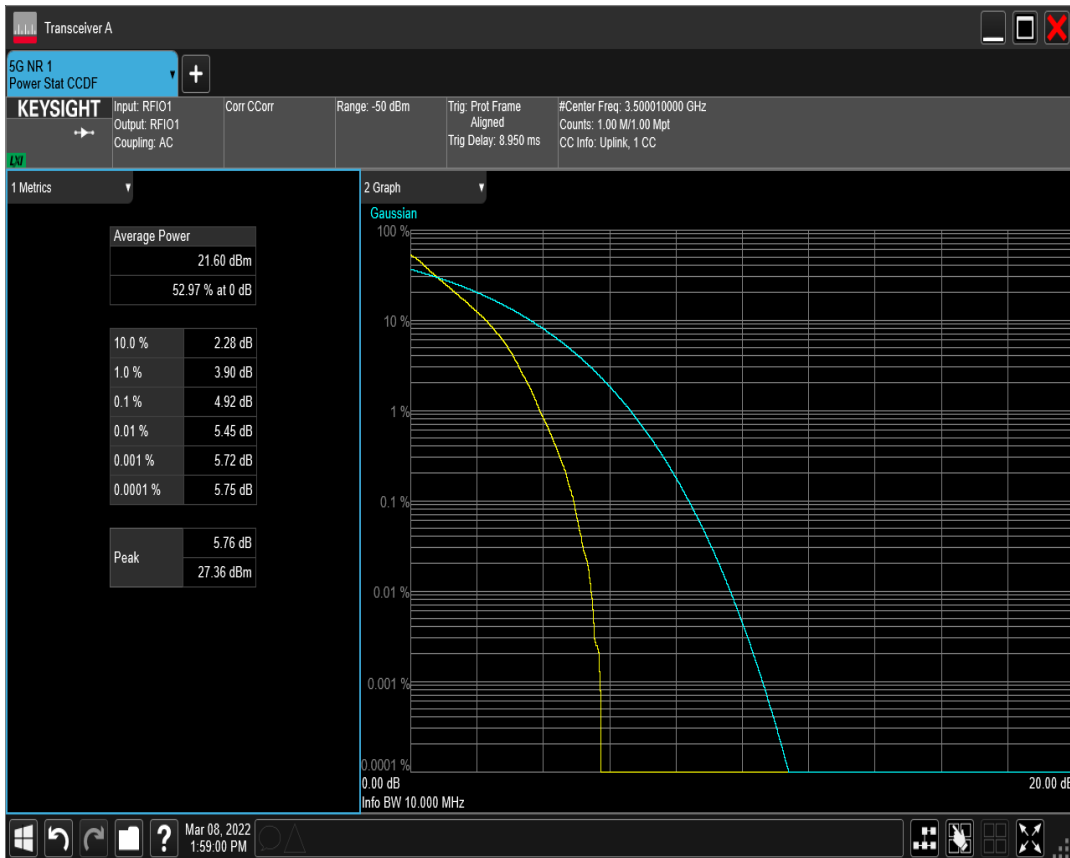 Transceiver A
5G NR 1
Power Stat CCDF
+
KEYSIGHT
LXI
Input: RFIO1
Output: RFIO1
Coupling: AC
Corr CCorr
Range: -50 dBm
Trig: Prot Frame
Aligned
Trig Delay: 8.950 ms
#Center Freq: 3.500010000 GHz
Counts: 1.00 M/1.00 Mpt
CC Info: Uplink, 1 CC
1 Metrics
Average Power
21.60 dBm
52.97 % at 0 dB
10.0 % 2.28 dB
1.0 % 3.90 dB
0.1 % 4.92 dB
0.01 % 5.45 dB
0.001 % 5.72 dB
0.0001 % 5.75 dB
Peak 5.76 dB
27.36 dBm
2 Graph
Gaussian
100 %
10 %
1 %
0.1 %
0.01 %
0.001 %
0.0001 %
0.00 dB 20.00 dB
Info BW 10.000 MHz
?
Mar 08, 2022
1:59:00 PM